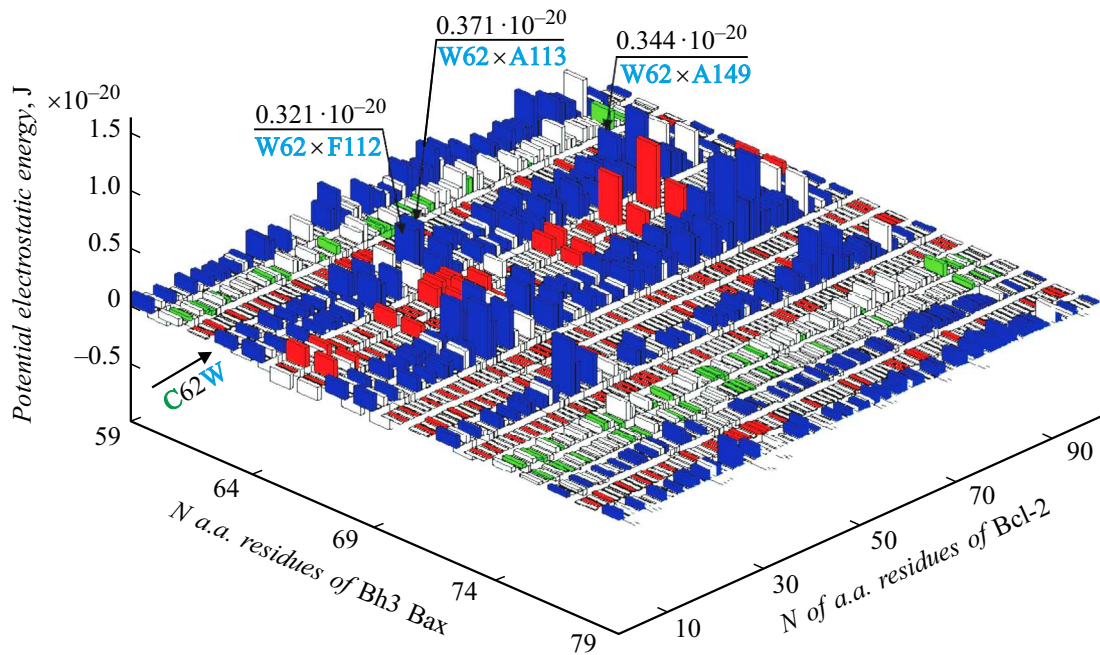 0.371 ·10⁻²⁰
W62×A113
0.344 ·10⁻²⁰
W62×A149
0.321 ·10⁻²⁰
W62×F112
Potential electrostatic energy, J
×10⁻²⁰
1.5
1.0
0.5
0
–0.5
C62W
59
64
69
74
79
N a.a. residues of Bh3 Bax
10
30
50
70
90
N of a.a. residues of Bcl-2